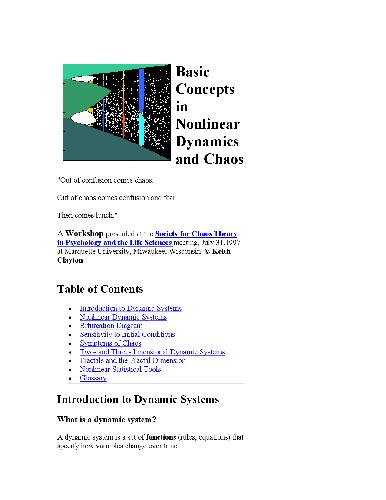 Basic
Concepts
in
Nonlinear
Dynamics
and Chaos
"Out of confusion comes chaos.
Out of chaos comes confusion and fear.
Then comes lunch."
A Workshop presented at the Society for Chaos Theory
in Psychology and the Life Sciences meeting, July 31, 1997
at Marquette University, Milwaukee, Wisconsin. Keith
Clayton
Table of Contents
Introduction to Dynamic Systems
Nonlinear Dynamic Systems
Bifurcation Diagram
Sensitivity to Initial Conditions
Symptoms of Chaos
Two- and Three-dimensional Dynamic Systems
Fractals and the Fractal Dimension
Nonlinear Statistical Tools
Glossary
Introduction to Dynamic Systems
What is a dynamic system?
A dynamic system is a set of functions (rules, equations) that
specify how variables change over time.